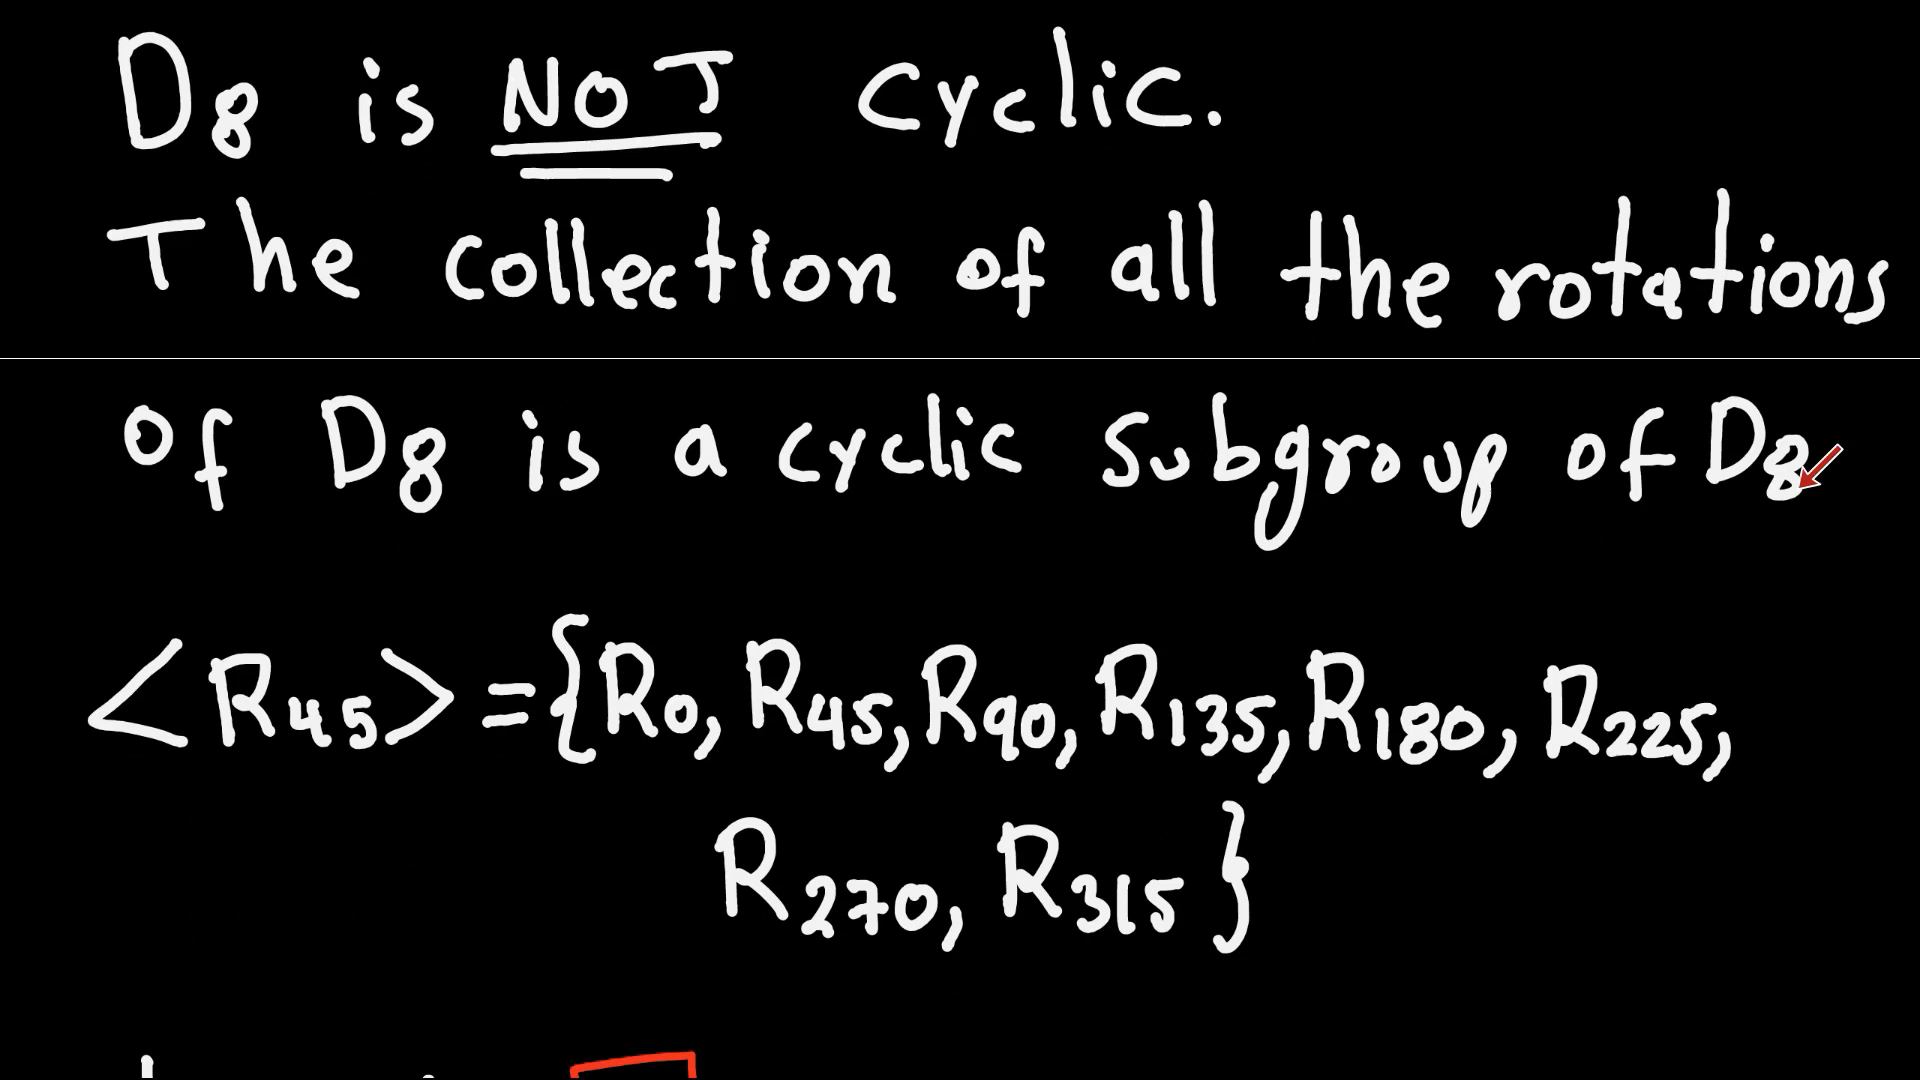 D8 is NOT cyclic.
The collection of all the rotations
of D8 is a cyclic subgroup of D8
<R45> = {R0, R45, R90, R135, R180, R225,
R270, R315}